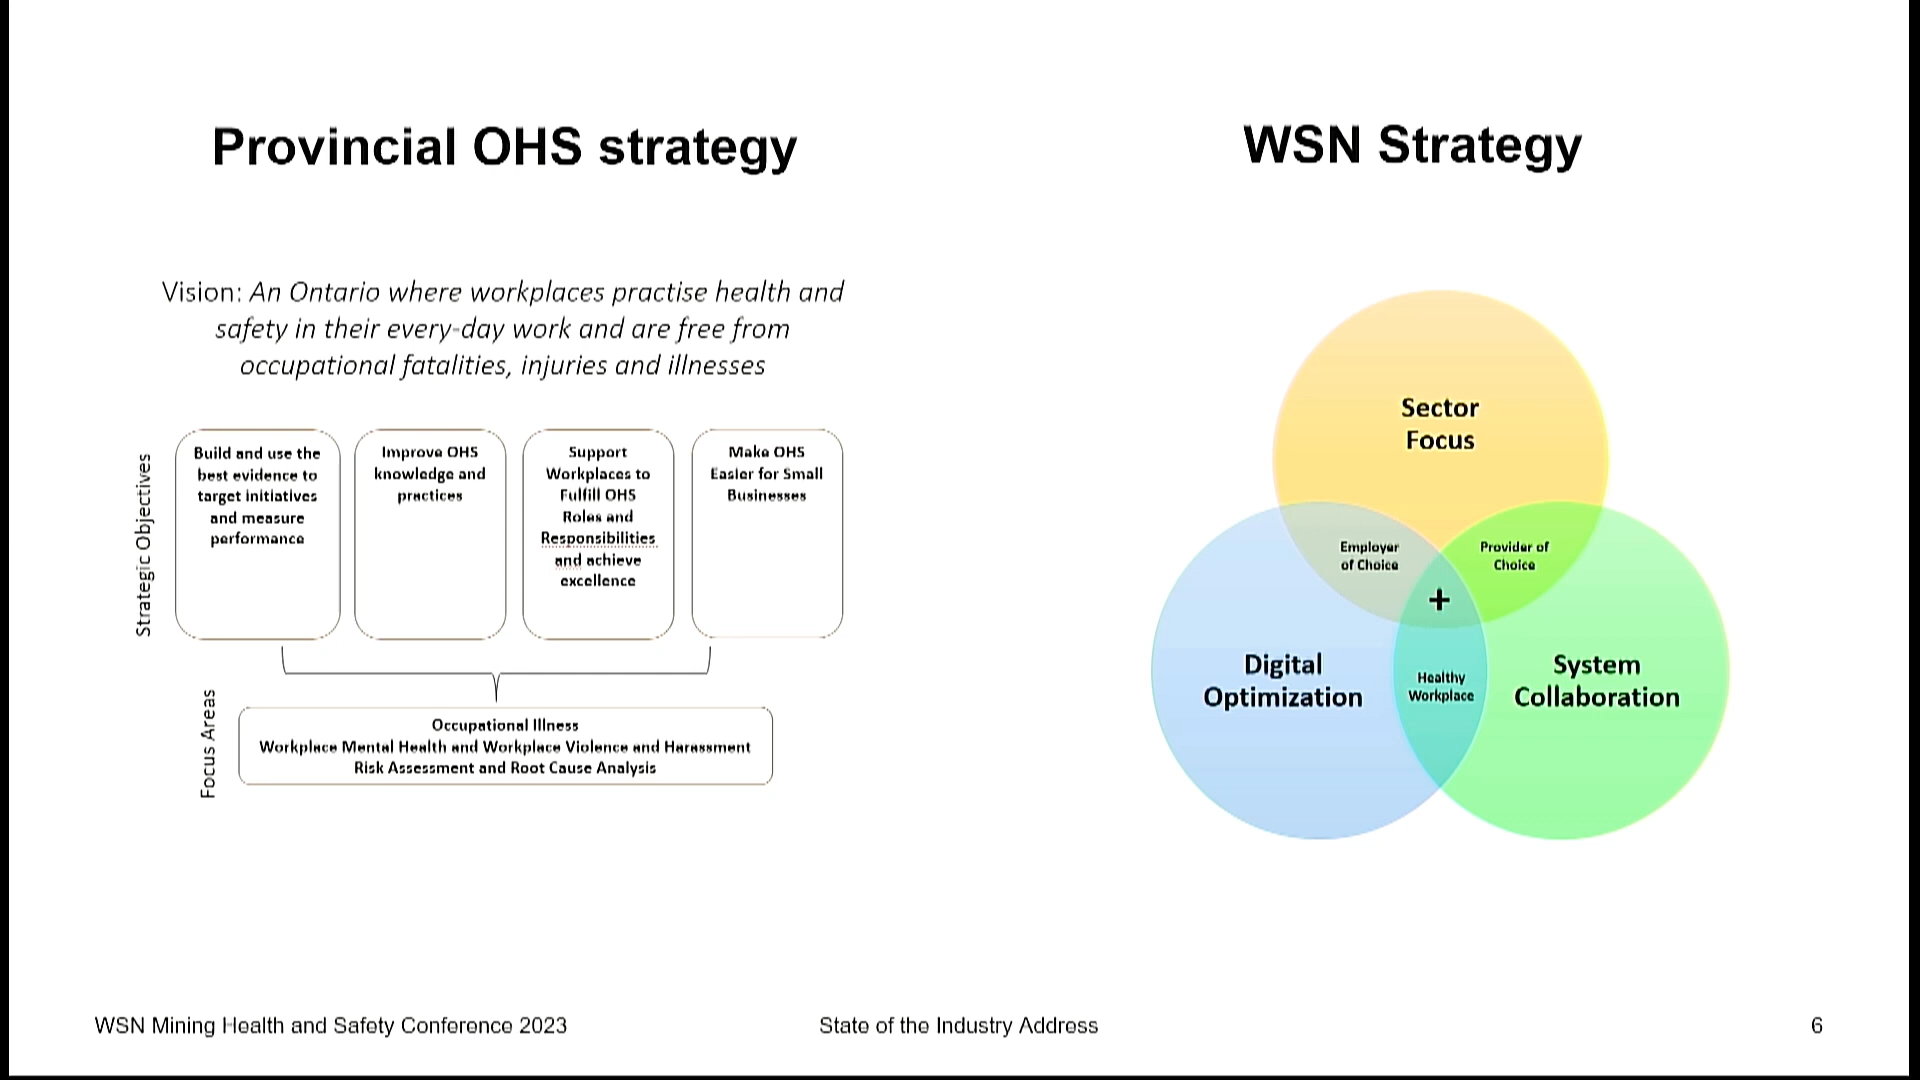 Provincial OHS strategy
WSN Strategy
Vision: An Ontario where workplaces practise health and
safety in their every-day work and are free from
occupational fatalities, injuries and illnesses
Strategic Objectives
Build and use the
best evidence to
target initiatives
and measure
performance
Improve OHS
knowledge and
practices
Support
Workplaces to
Fulfill OHS
Roles and
Responsibilities
and achieve
excellence
Make OHS
Easier for Small
Businesses
Focus Areas
Occupational Illness
Workplace Mental Health and Workplace Violence and Harassment
Risk Assessment and Root Cause Analysis
Sector
Focus
Employer
of Choice
Provider of
Choice
+
Digital
Optimization
Healthy
Workplace
System
Collaboration
WSN Mining Health and Safety Conference 2023
State of the Industry Address
6